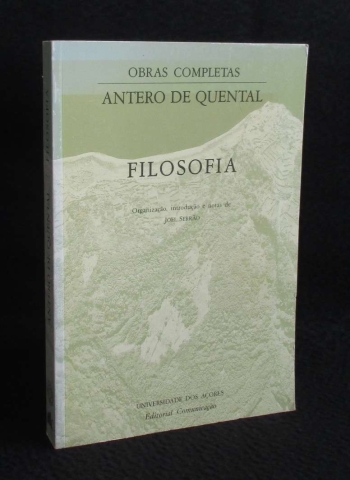 OBRAS COMPLETAS
ANTERO DE QUENTAL
FILOSOFIA
Organização, introdução e notas de
JOEL SERRÃO
UNIVERSIDADE DOS AÇORES
Editorial Comunicação